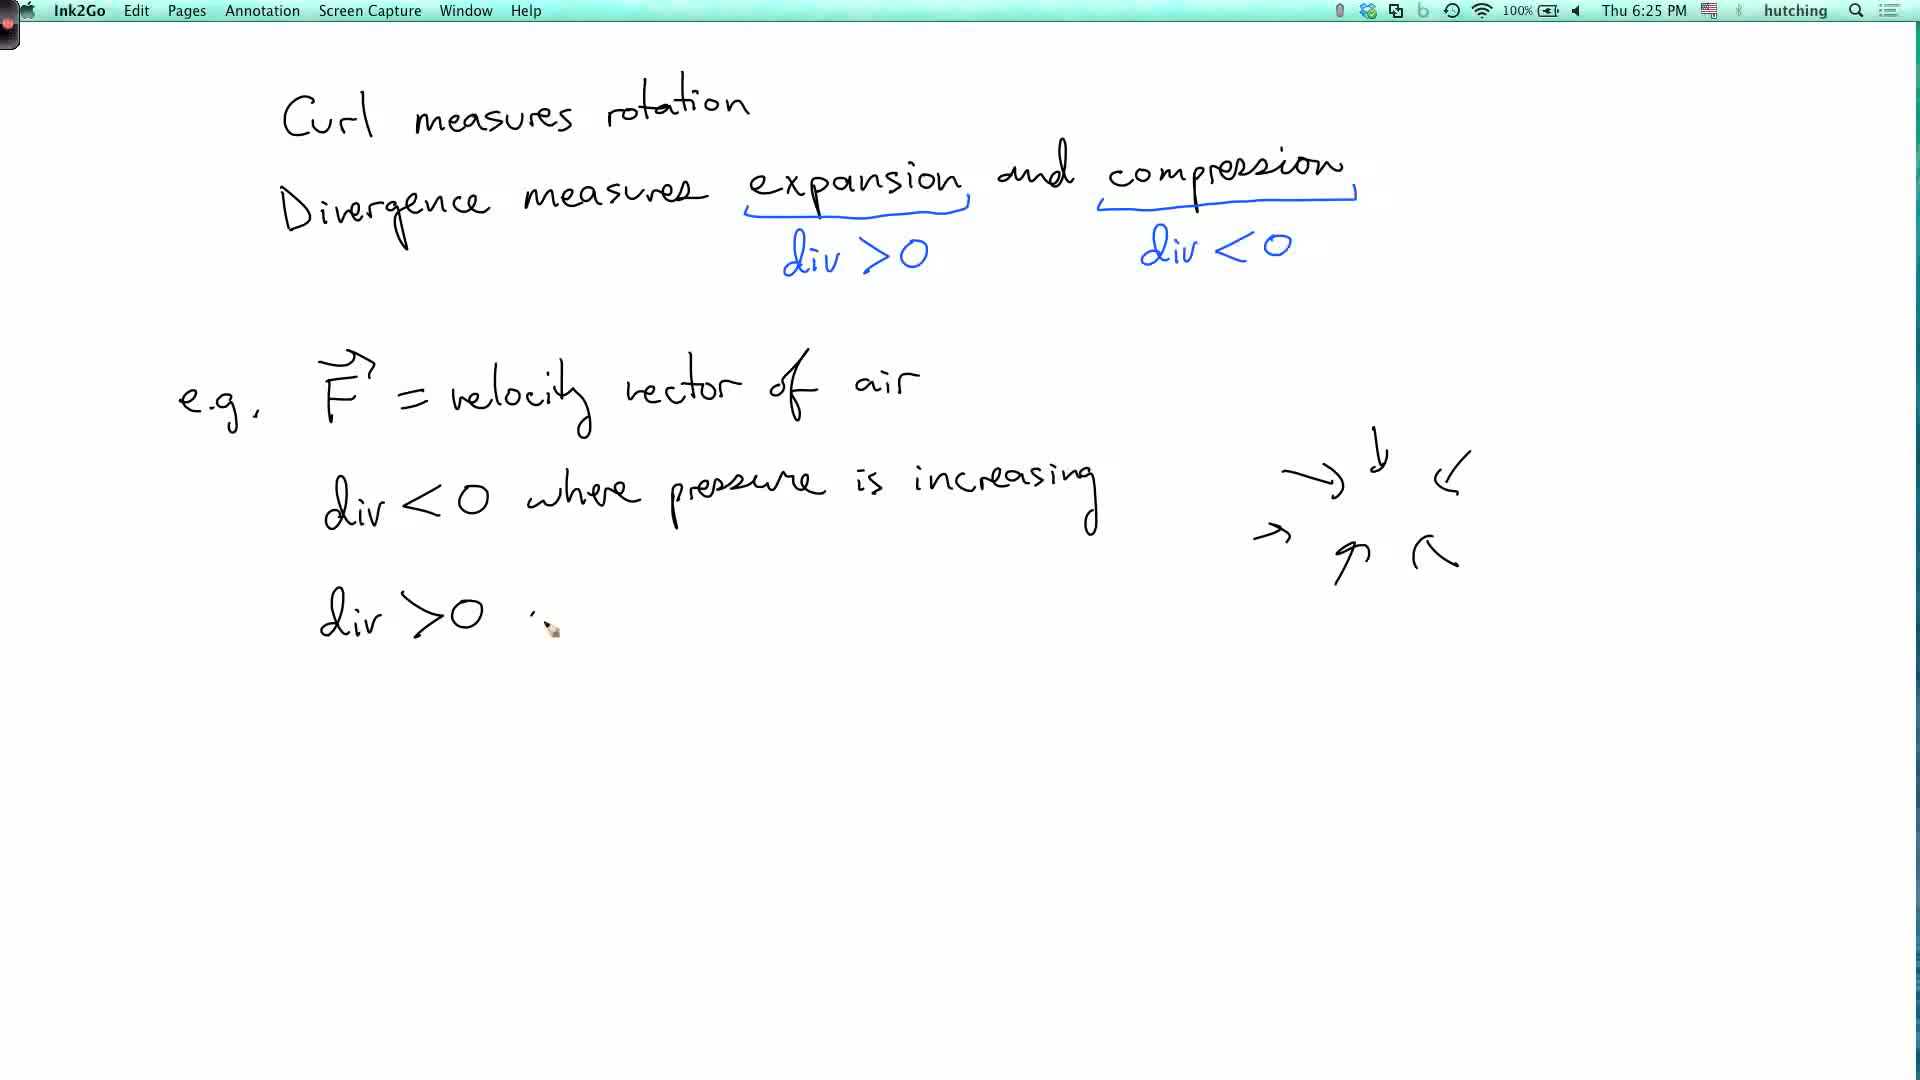 Ink2Go Edit Pages Annotation Screen Capture Window Help 100% Thu 6:25 PM hutching
Curl measures rotation
Divergence measures expansion and compression
div > 0 div < 0
e.g. F = velocity vector of air
div < 0 where pressure is increasing
div > 0